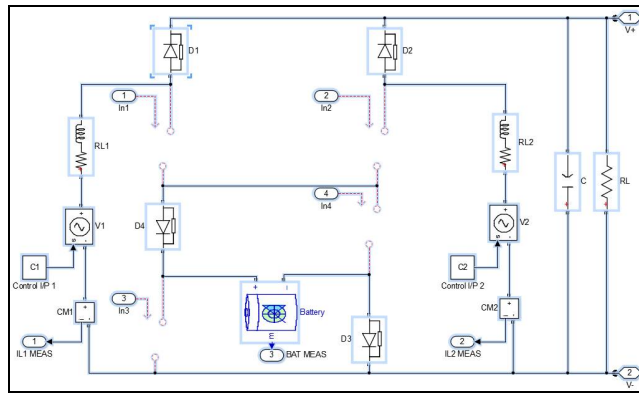 1
V+
D1
D2
1
In1
2
In2
RL1
RL2
C
RL
4
In4
+
V1
s
-
D4
+
V2
s
-
C1
Control I/P 1
C2
Control I/P 2
3
In3
+
-
Battery
E
CM1
+
-
CM2
+
-
D3
1
IL1 MEAS
3
BAT MEAS
2
IL2 MEAS
2
V-